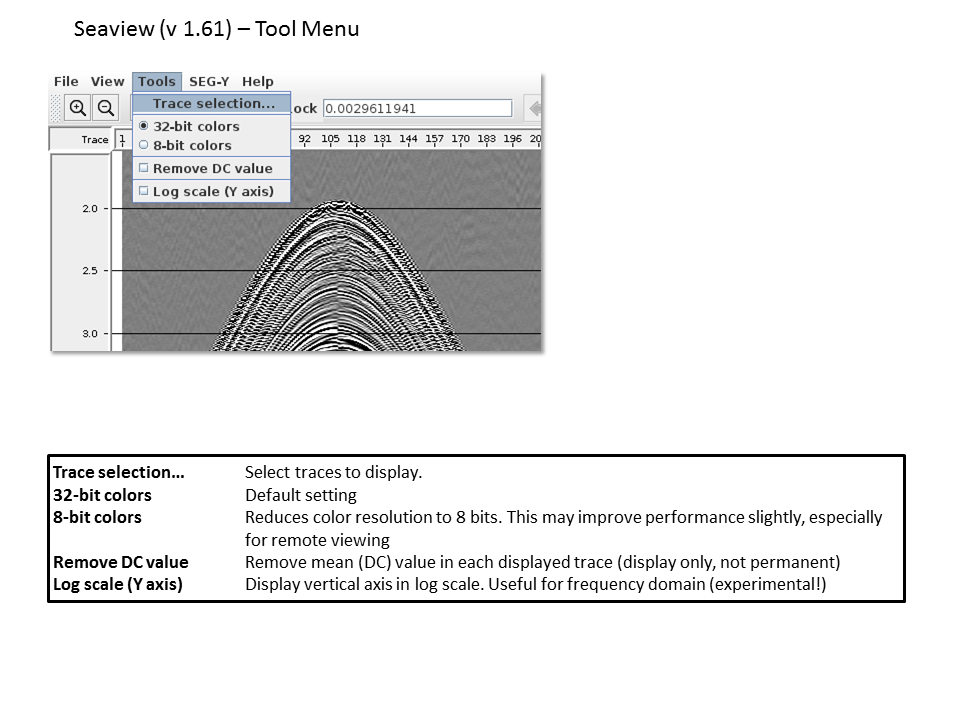 Seaview (v 1.61) – Tool Menu
File View Tools SEG-Y Help
Trace selection...
ock 0.0029611941
32-bit colors
Trace 1 92 105 118 131 144 157 170 183 196 20
8-bit colors
Remove DC value
Log scale (Y axis)
2.0
2.5
3.0
Trace selection... Select traces to display.
32-bit colors Default setting
8-bit colors Reduces color resolution to 8 bits. This may improve performance slightly, especially
for remote viewing
Remove DC value Remove mean (DC) value in each displayed trace (display only, not permanent)
Log scale (Y axis) Display vertical axis in log scale. Useful for frequency domain (experimental!)